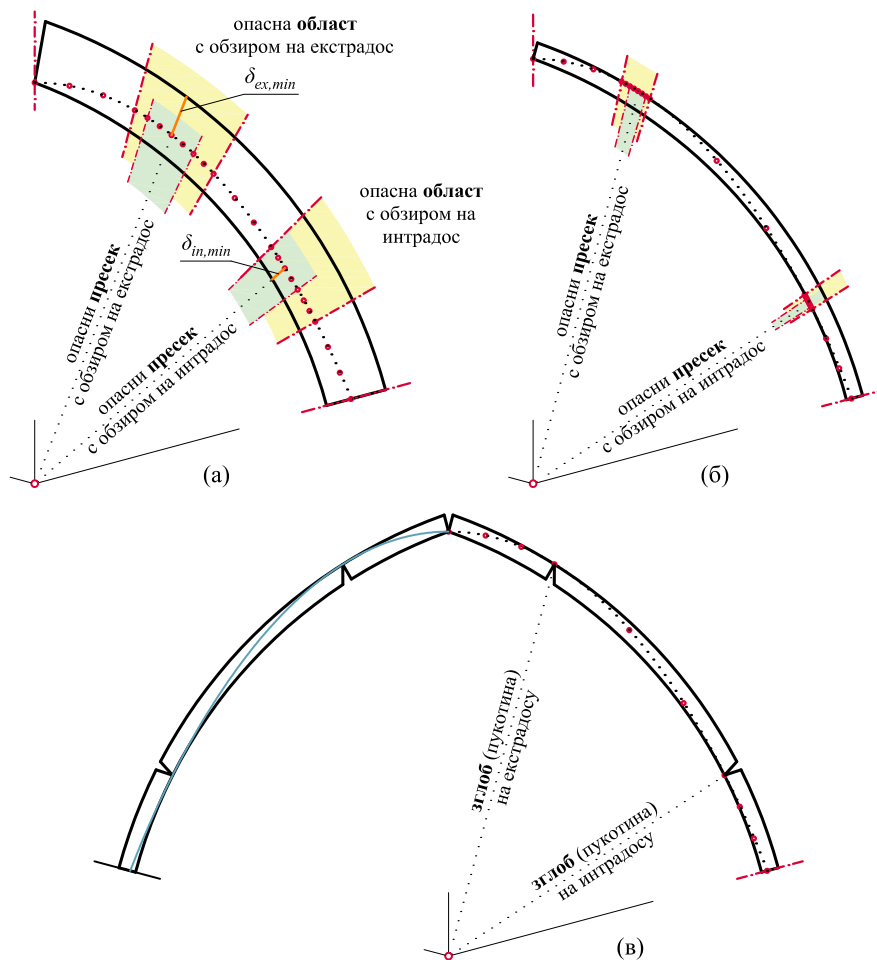 опасна област
с обзиром на екстрадос
δex,min
опасна област
с обзиром на
интрадос
δin,min
опасни пресек
с обзиром на екстрадос
опасни пресек
с обзиром на интрадос
(а)
опасни пресек
с обзиром на екстрадос
опасни пресек
с обзиром на интрадос
(б)
зглоб (пукотина)
на екстрадосу
зглоб (пукотина)
на интрадосу
(в)